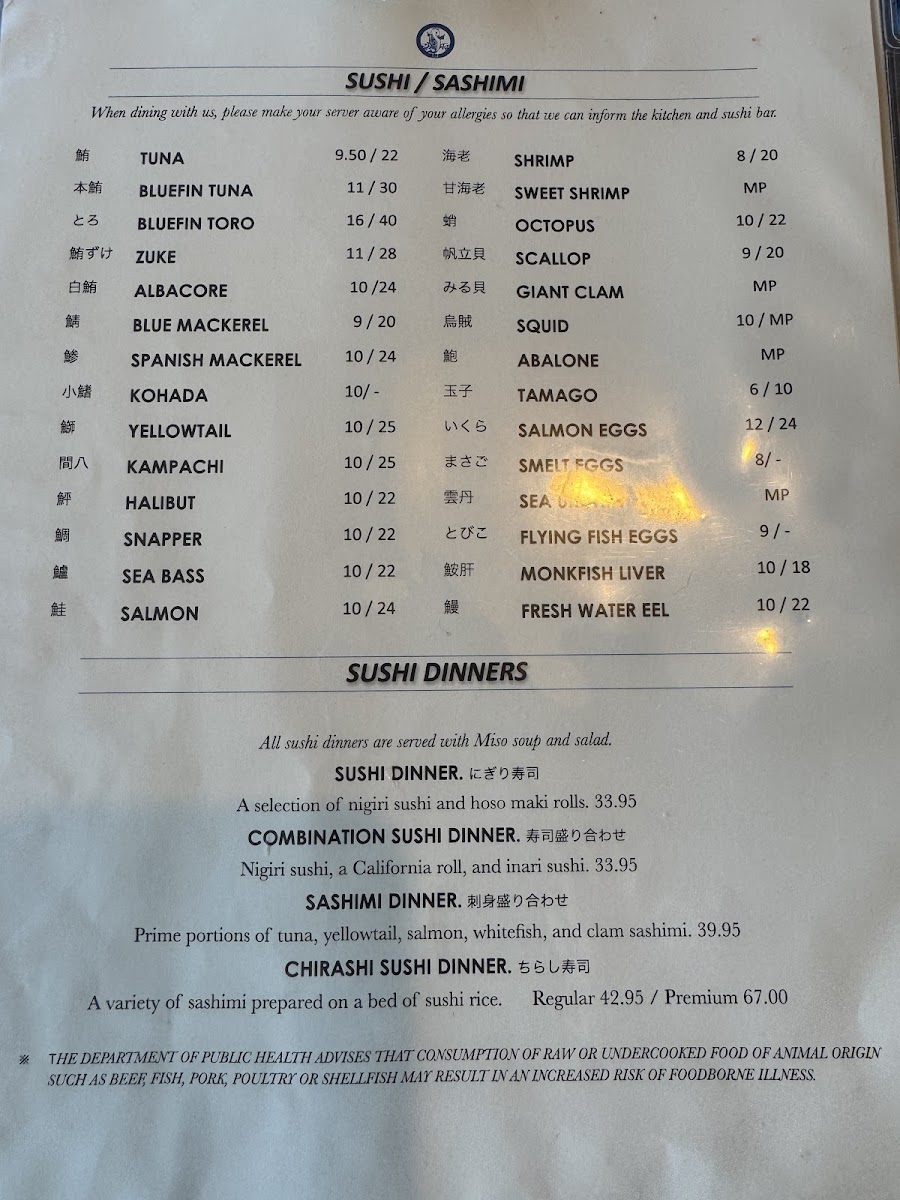 SUSHI / SASHIMI
When dining with us, please make your server aware of your allergies so that we can inform the kitchen and sushi bar.
鮪 TUNA 9.50 / 22
本鮪 BLUEFIN TUNA 11 / 30
とろ BLUEFIN TORO 16 / 40
鮪ずけ ZUKE 11 / 28
白鮪 ALBACORE 10 /24
鯖 BLUE MACKEREL 9 / 20
鯵 SPANISH MACKEREL 10 / 24
小鰭 KOHADA 10/ -
鰤 YELLOWTAIL 10 / 25
間八 KAMPACHI 10 / 25
鮃 HALIBUT 10 / 22
鯛 SNAPPER 10 / 22
鱸 SEA BASS 10 / 22
鮭 SALMON 10 / 24
海老 SHRIMP 8 / 20
甘海老 SWEET SHRIMP MP
蛸 OCTOPUS 10 / 22
帆立貝 SCALLOP 9 / 20
みる貝 GIANT CLAM MP
烏賊 SQUID 10 / MP
鮑 ABALONE MP
玉子 TAMAGO 6 / 10
いくら SALMON EGGS 12 / 24
まさご SMELT EGGS 8/ -
雲丹 SEA MP
とびこ FLYING FISH EGGS 9 / -
鮟肝 MONKFISH LIVER 10 / 18
鰻 FRESH WATER EEL 10 / 22
SUSHI DINNERS
All sushi dinners are served with Miso soup and salad.
SUSHI DINNER. にぎり寿司
A selection of nigiri sushi and hoso maki rolls. 33.95
COMBINATION SUSHI DINNER. 寿司盛り合わせ
Nigiri sushi, a California roll, and inari sushi. 33.95
SASHIMI DINNER. 刺身盛り合わせ
Prime portions of tuna, yellowtail, salmon, whitefish, and clam sashimi. 39.95
CHIRASHI SUSHI DINNER. ちらし寿司
A variety of sashimi prepared on a bed of sushi rice. Regular 42.95 / Premium 67.00
※ THE DEPARTMENT OF PUBLIC HEALTH ADVISES THAT CONSUMPTION OF RAW OR UNDERCOOKED FOOD OF ANIMAL ORIGIN
SUCH AS BEEF, FISH, PORK, POULTRY OR SHELLFISH MAY RESULT IN AN INCREASED RISK OF FOODBORNE ILLNESS.